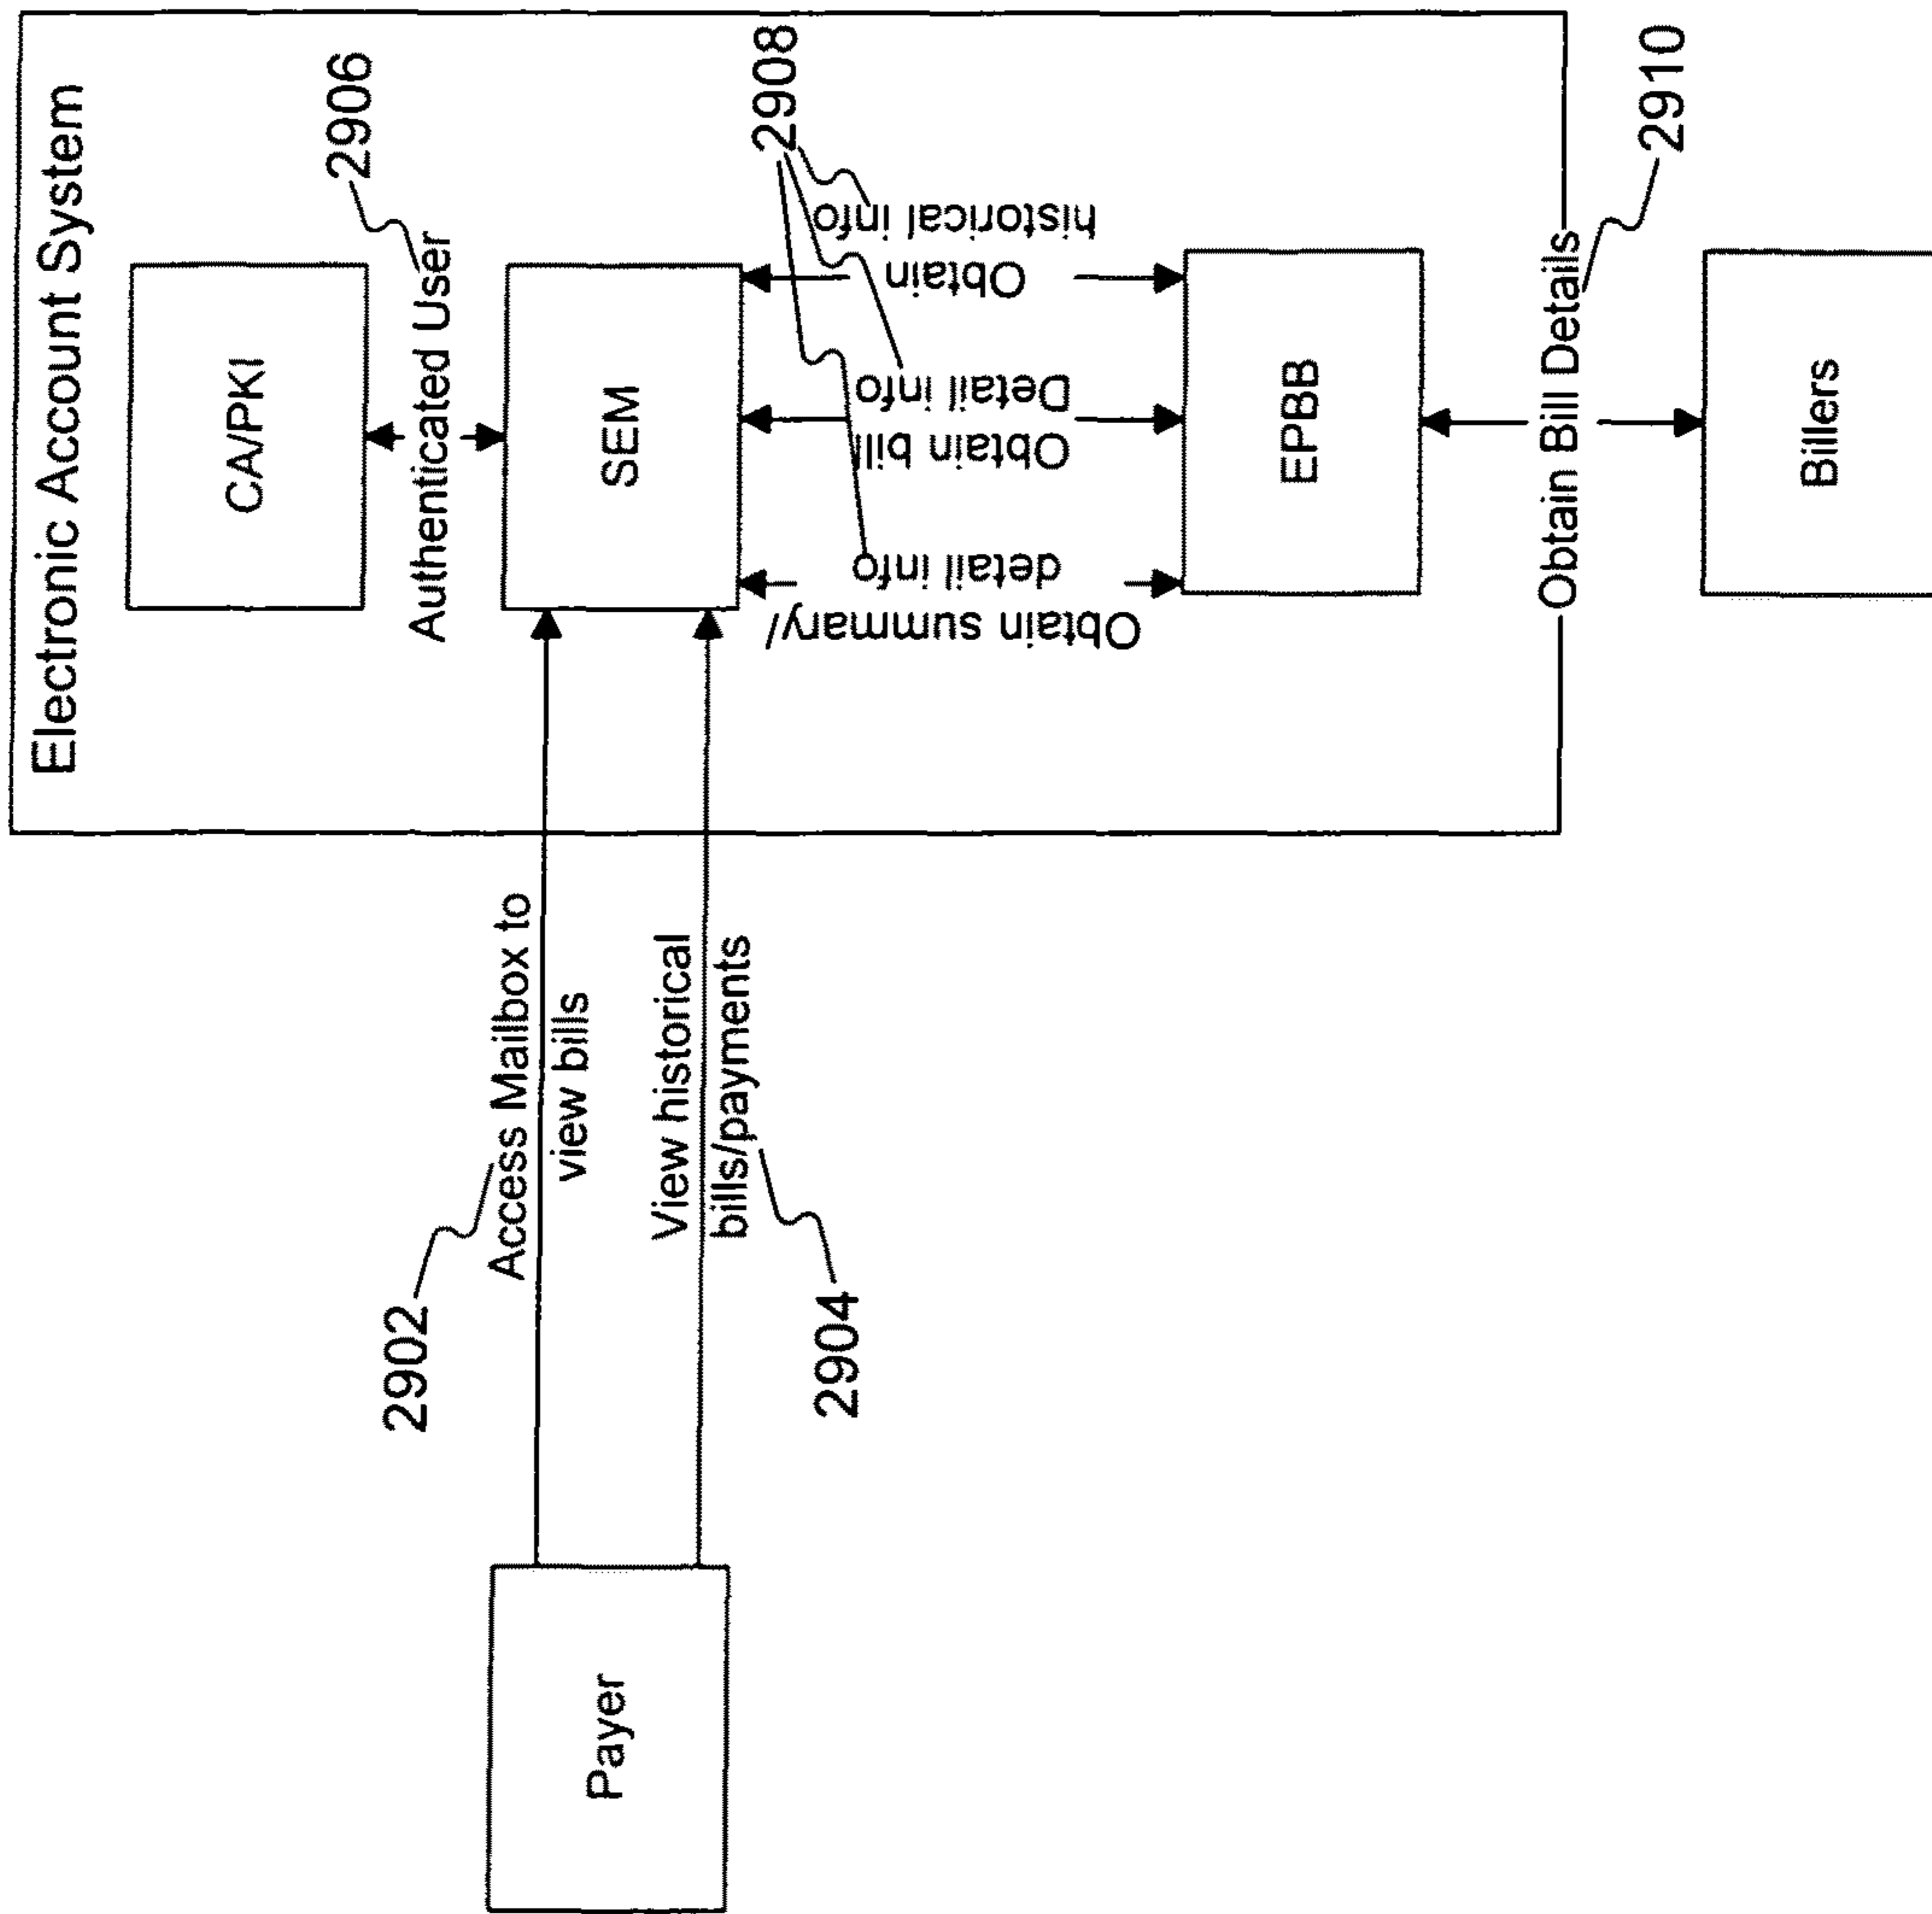 Electronic Account System
CA/PKI
2906
Authenticated User
2902
Access Mailbox to
view bills
SEM
Payer
View historical
bills/payments
2904
2908
Obtain summary/
detail info
Obtain bill
Detail info
Obtain
historical info
EPBB
Obtain Bill Details
2910
Billers